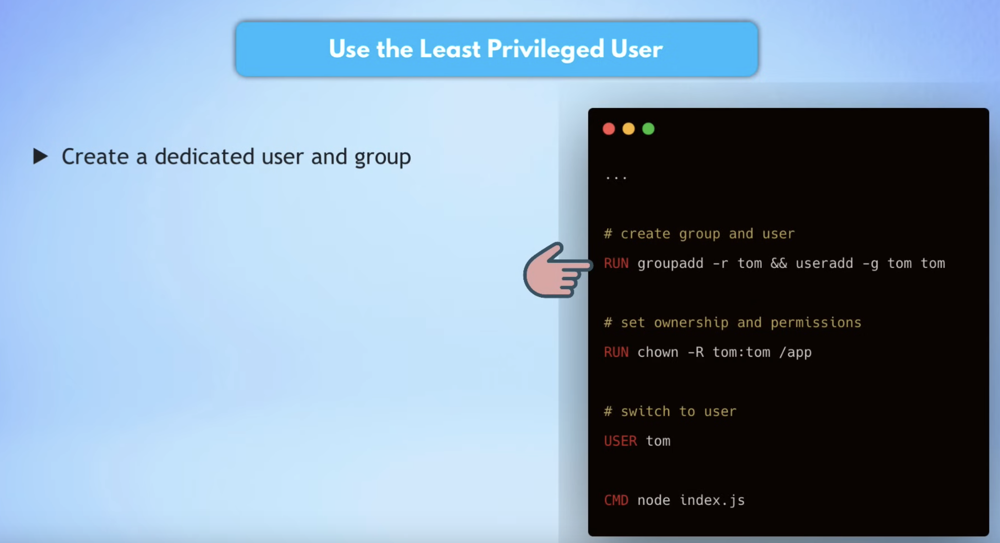 Use the Least Privileged User
Create a dedicated user and group
...
# create group and user
RUN groupadd -r tom && useradd -g tom tom
# set ownership and permissions
RUN chown -R tom:tom /app
# switch to user
USER tom
CMD node index.js